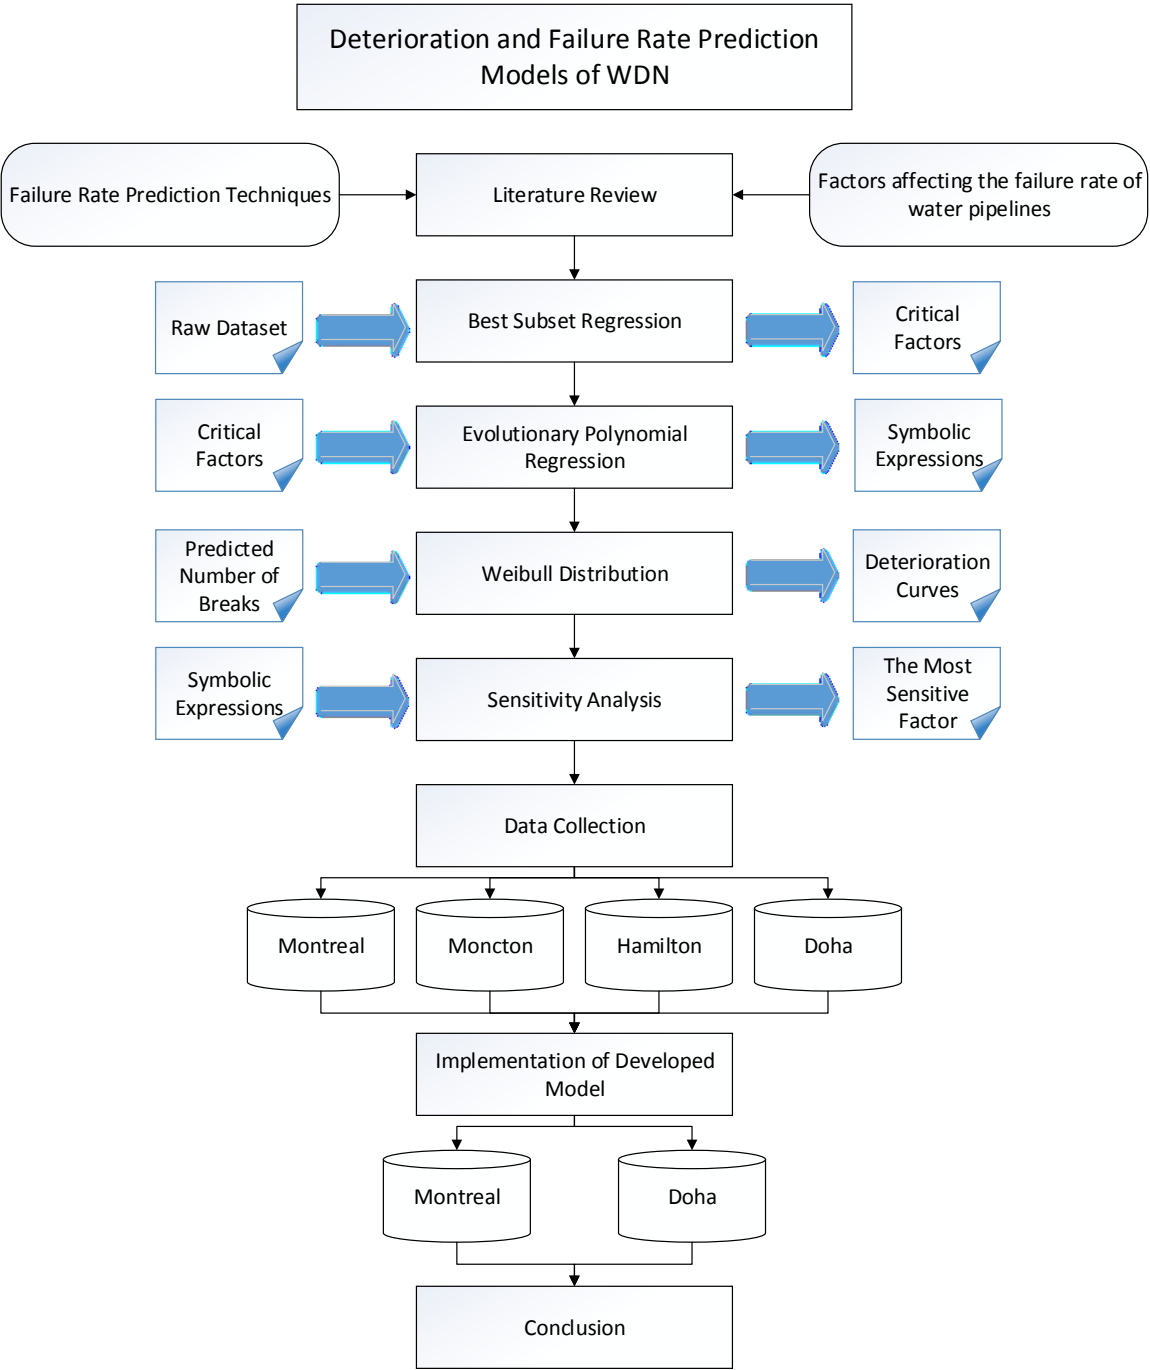 Deterioration and Failure Rate Prediction
Models of WDN
Failure Rate Prediction Techniques
Literature Review
Factors affecting the failure rate of
water pipelines
Raw Dataset
Best Subset Regression
Critical
Factors
Critical
Factors
Evolutionary Polynomial
Regression
Symbolic
Expressions
Predicted
Number of
Breaks
Weibull Distribution
Deterioration
Curves
Symbolic
Expressions
Sensitivity Analysis
The Most
Sensitive
Factor
Data Collection
Montreal
Moncton
Hamilton
Doha
Implementation of Developed
Model
Montreal
Doha
Conclusion